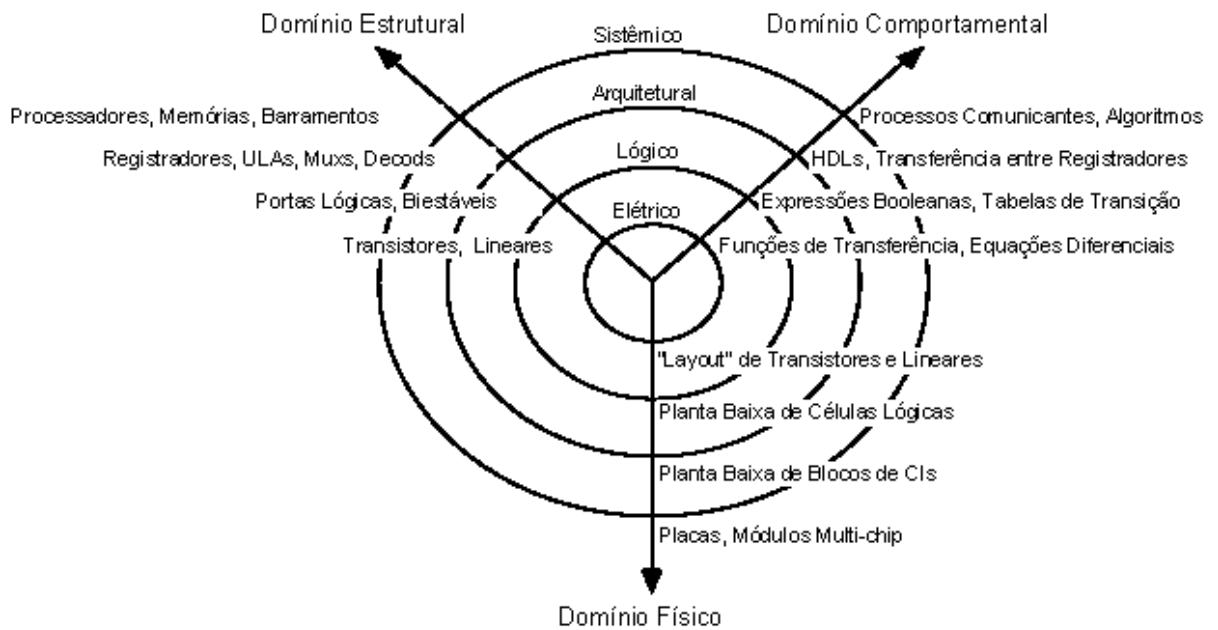 Domínio Estrutural
Domínio Comportamental
Sistêmico
Processadores, Memórias, Barramentos
Arquitetural
Processos Comunicantes, Algoritmos
Registradores, ULAs, Muxs, Decods
Lógico
HDLs, Transferência entre Registradores
Portas Lógicas, Biestáveis
Expressões Booleanas, Tabelas de Transição
Elétrico
Transistores, Lineares
Funções de Transferência, Equações Diferenciais
"Layout" de Transistores e Lineares
Planta Baixa de Células Lógicas
Planta Baixa de Blocos de CIs
Placas, Módulos Multi-chip
Domínio Físico